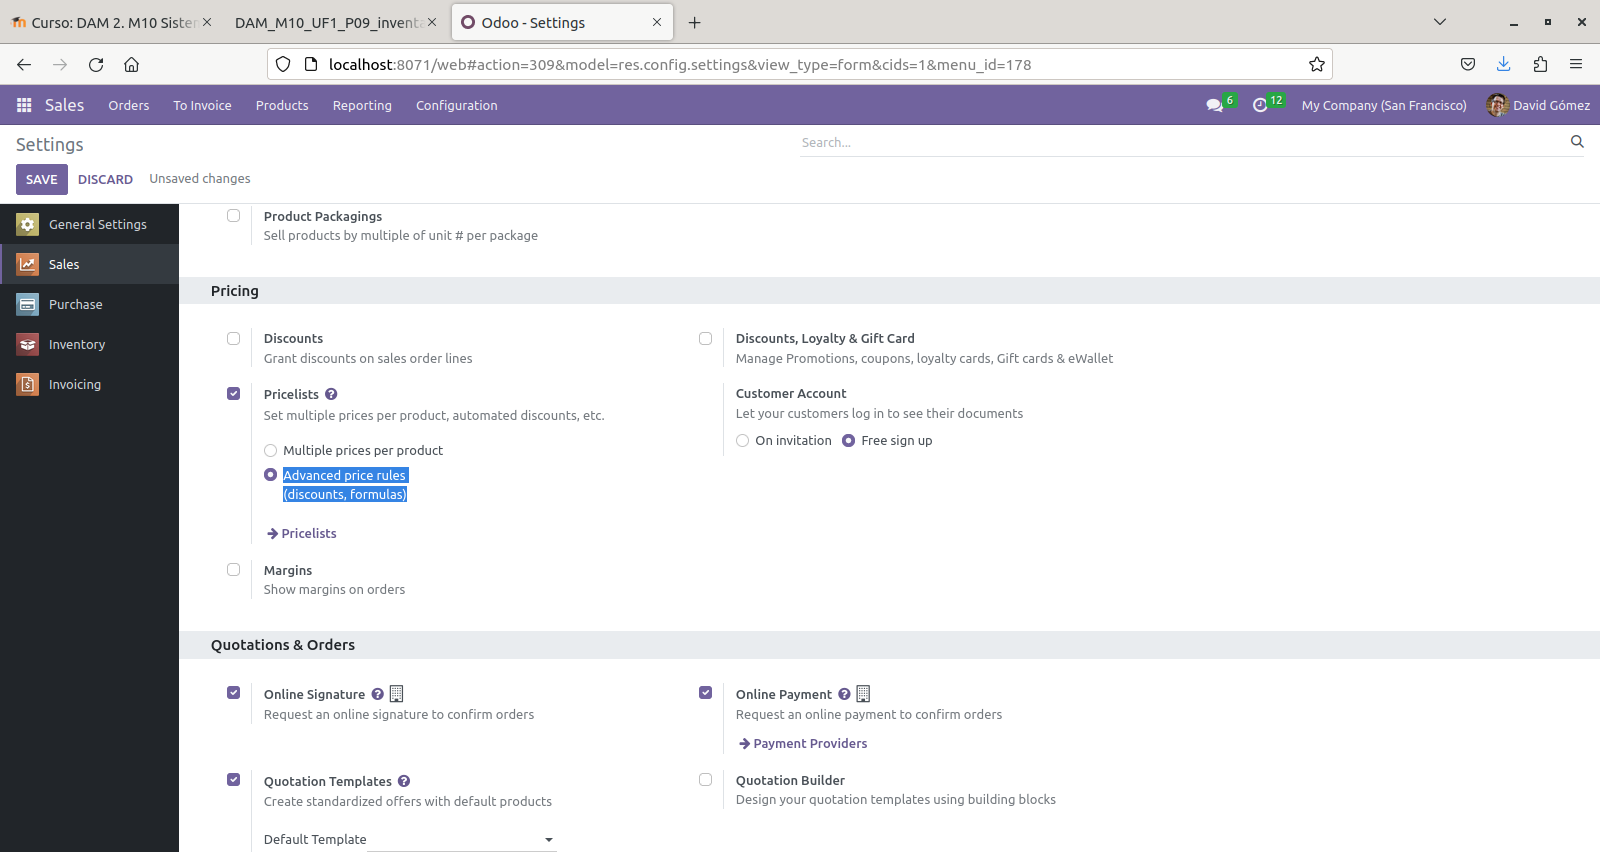 Curso: DAM 2. M10 Sister
DAM_M10_UF1_P09_inventa
Odoo - Settings
localhost:8071/web#action=309&model=res.config.settings&view_type=form&cids=1&menu_id=178
Sales
Orders
To Invoice
Products
Reporting
Configuration
6
12
My Company (San Francisco)
David Gómez
Settings
Search...
SAVE
DISCARD
Unsaved changes
General Settings
Sales
Purchase
Inventory
Invoicing
Product Packagings
Sell products by multiple of unit # per package
Pricing
Discounts
Grant discounts on sales order lines
Discounts, Loyalty & Gift Card
Manage Promotions, coupons, loyalty cards, Gift cards & eWallet
Pricelists
Set multiple prices per product, automated discounts, etc.
Multiple prices per product
Advanced price rules
(discounts, formulas)
Pricelists
Customer Account
Let your customers log in to see their documents
On invitation
Free sign up
Margins
Show margins on orders
Quotations & Orders
Online Signature
Request an online signature to confirm orders
Online Payment
Request an online payment to confirm orders
Payment Providers
Quotation Templates
Create standardized offers with default products
Default Template
Quotation Builder
Design your quotation templates using building blocks